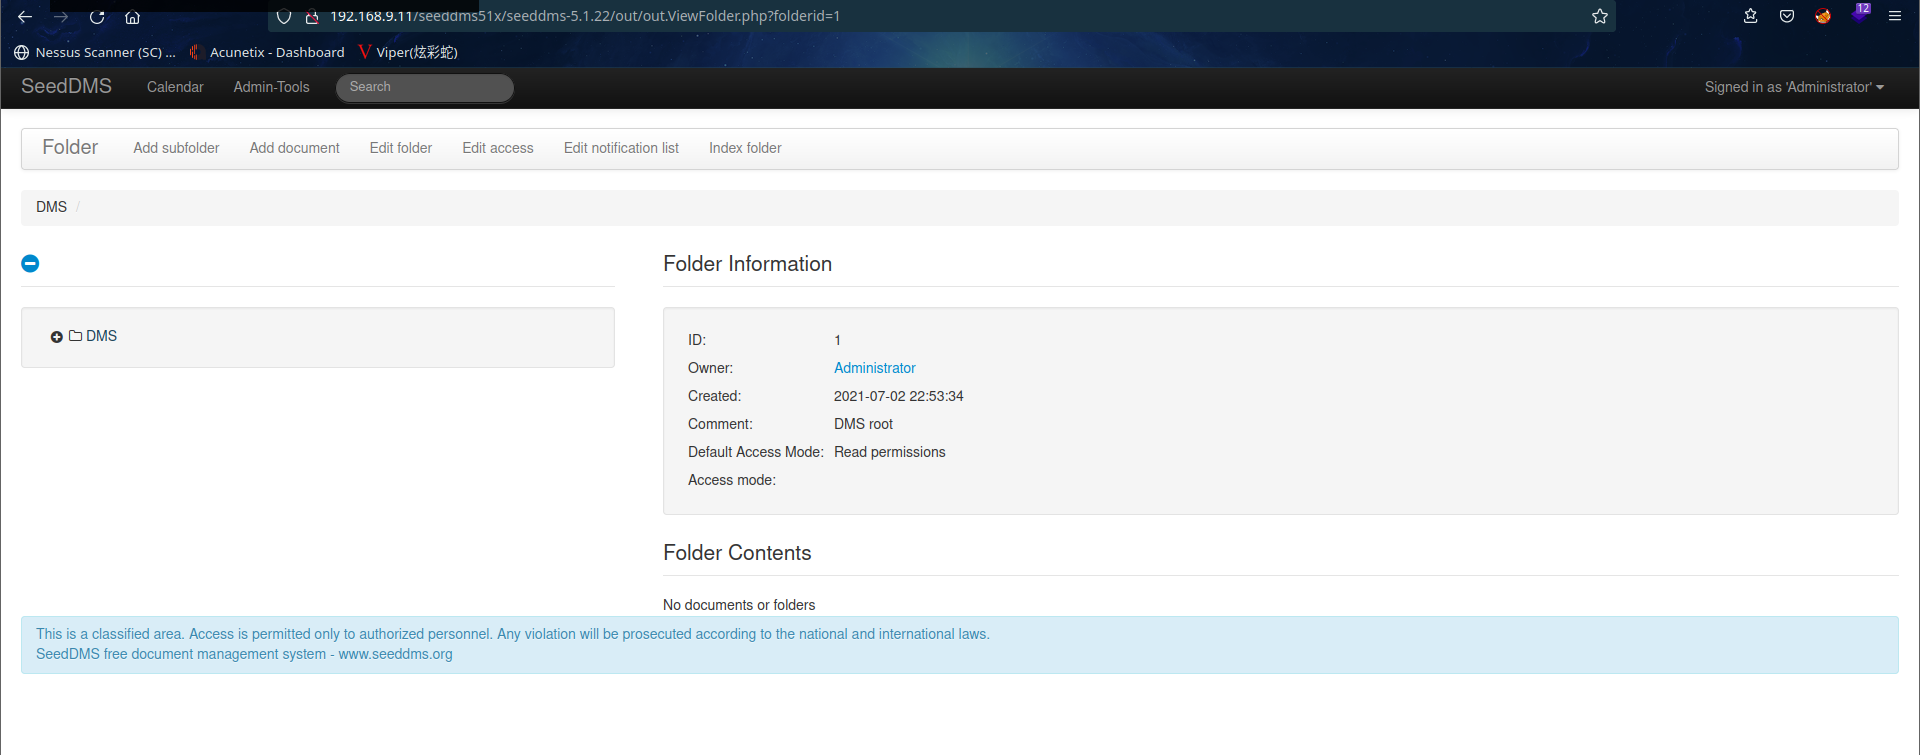 192.168.9.11/seeddms51x/seeddms-5.1.22/out/out.ViewFolder.php?folderid=1
12
Nessus Scanner (SC) ... Acunetix - Dashboard Viper(炫彩蛇)
SeedDMS Calendar Admin-Tools Search Signed in as 'Administrator'
Folder Add subfolder Add document Edit folder Edit access Edit notification list Index folder
DMS /
Folder Information
DMS
ID: 1
Owner: Administrator
Created: 2021-07-02 22:53:34
Comment: DMS root
Default Access Mode: Read permissions
Access mode:
Folder Contents
No documents or folders
This is a classified area. Access is permitted only to authorized personnel. Any violation will be prosecuted according to the national and international laws.
SeedDMS free document management system - www.seeddms.org